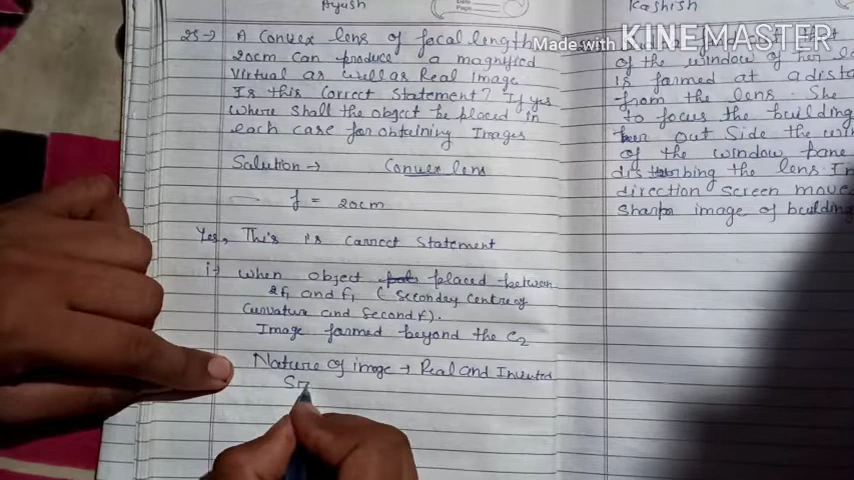 Ayush
Kashish
Date
Page
Made with KINEMASTER
25→ A Convex lens of focal length
20cm can produce a magnified
Virtual as well as Real Image
Is this Correct Statement? If yes
where shall the object be placed in
each case for obtaining Images
Solution → Convex lens
f = 20cm
Yes, This is correct Statement
i→ when object placed between
2f1 and f1 (
Curvature and Second F).
Image formed beyond the C2
Nature of image → Real and Inverted
of the window of her
is formed at a dista
from the lens. She
to focus the building
out Side the win
of the window pane
the lens. In
direction screen move
Sharp image of building